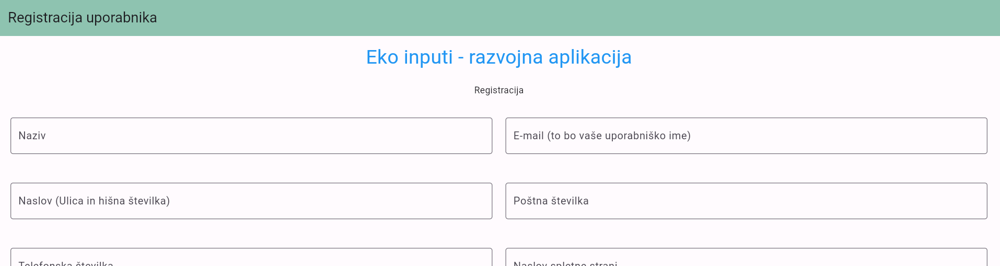 Registracija uporabnika
Eko inputi - razvojna aplikacija
Registracija
Naziv
E-mail (to bo vaše uporabniško ime)
Naslov (Ulica in hišna številka)
Poštna številka
Telefonska številka
Naslov spletne strani